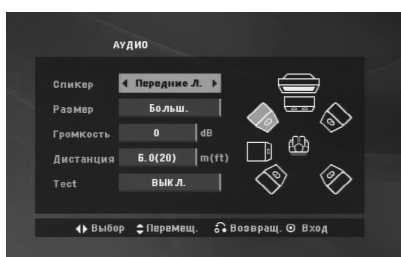 АУДИО
Спикер Передние Л.
Размер Больш.
Громкость 0 dB
Дистанция 6.0(20) m(ft)
Тест ВЫКЛ.
Выбор Перемещ. Возвращ. Вход